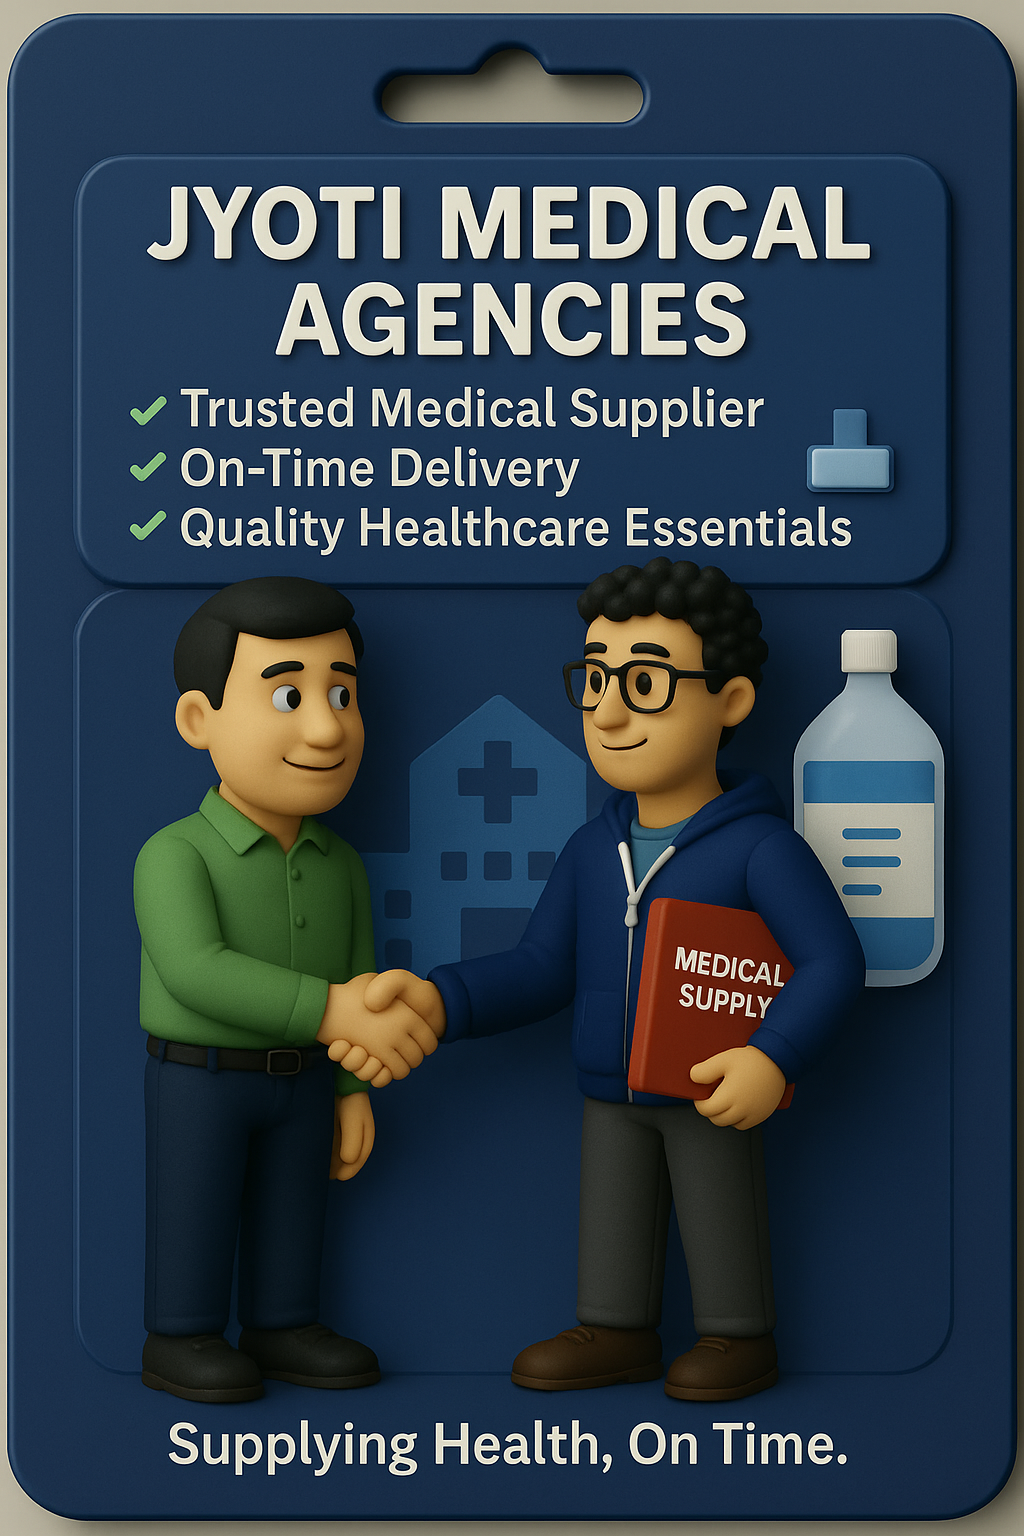 JYOTI MEDICAL
AGENCIES
Trusted Medical Supplier
On-Time Delivery
Quality Healthcare Essentials
MEDICAL
SUPPLY
Supplying Health, On Time.